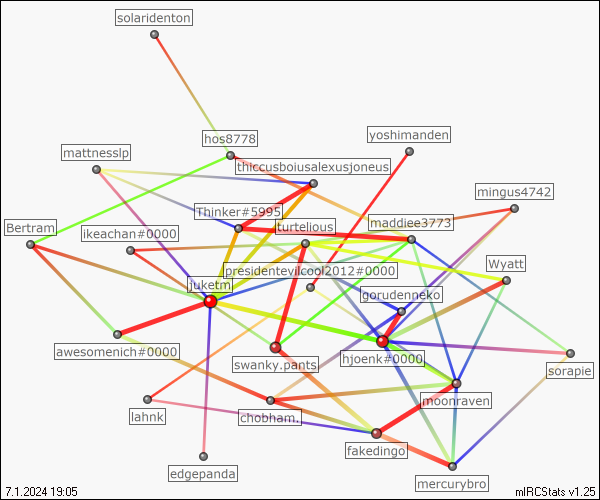 solaridenton
hos8778
yoshimanden
mattnesslp
thiccusboiusalexusjoneus
mingus4742
Thinker#5995
Bertram
ikeachan#0000
turtelious
maddiee3773
presidentevilcool2012#0000
Wyatt
juketm
gorudeneko
awesomenich#0000
swanky.pants
hjoenk#0000
sorapie
lahnk
chobham.
moonraven
fakedingo
edgepanda
mercurybro
7.1.2024 19:05
mIRCStats v1.25